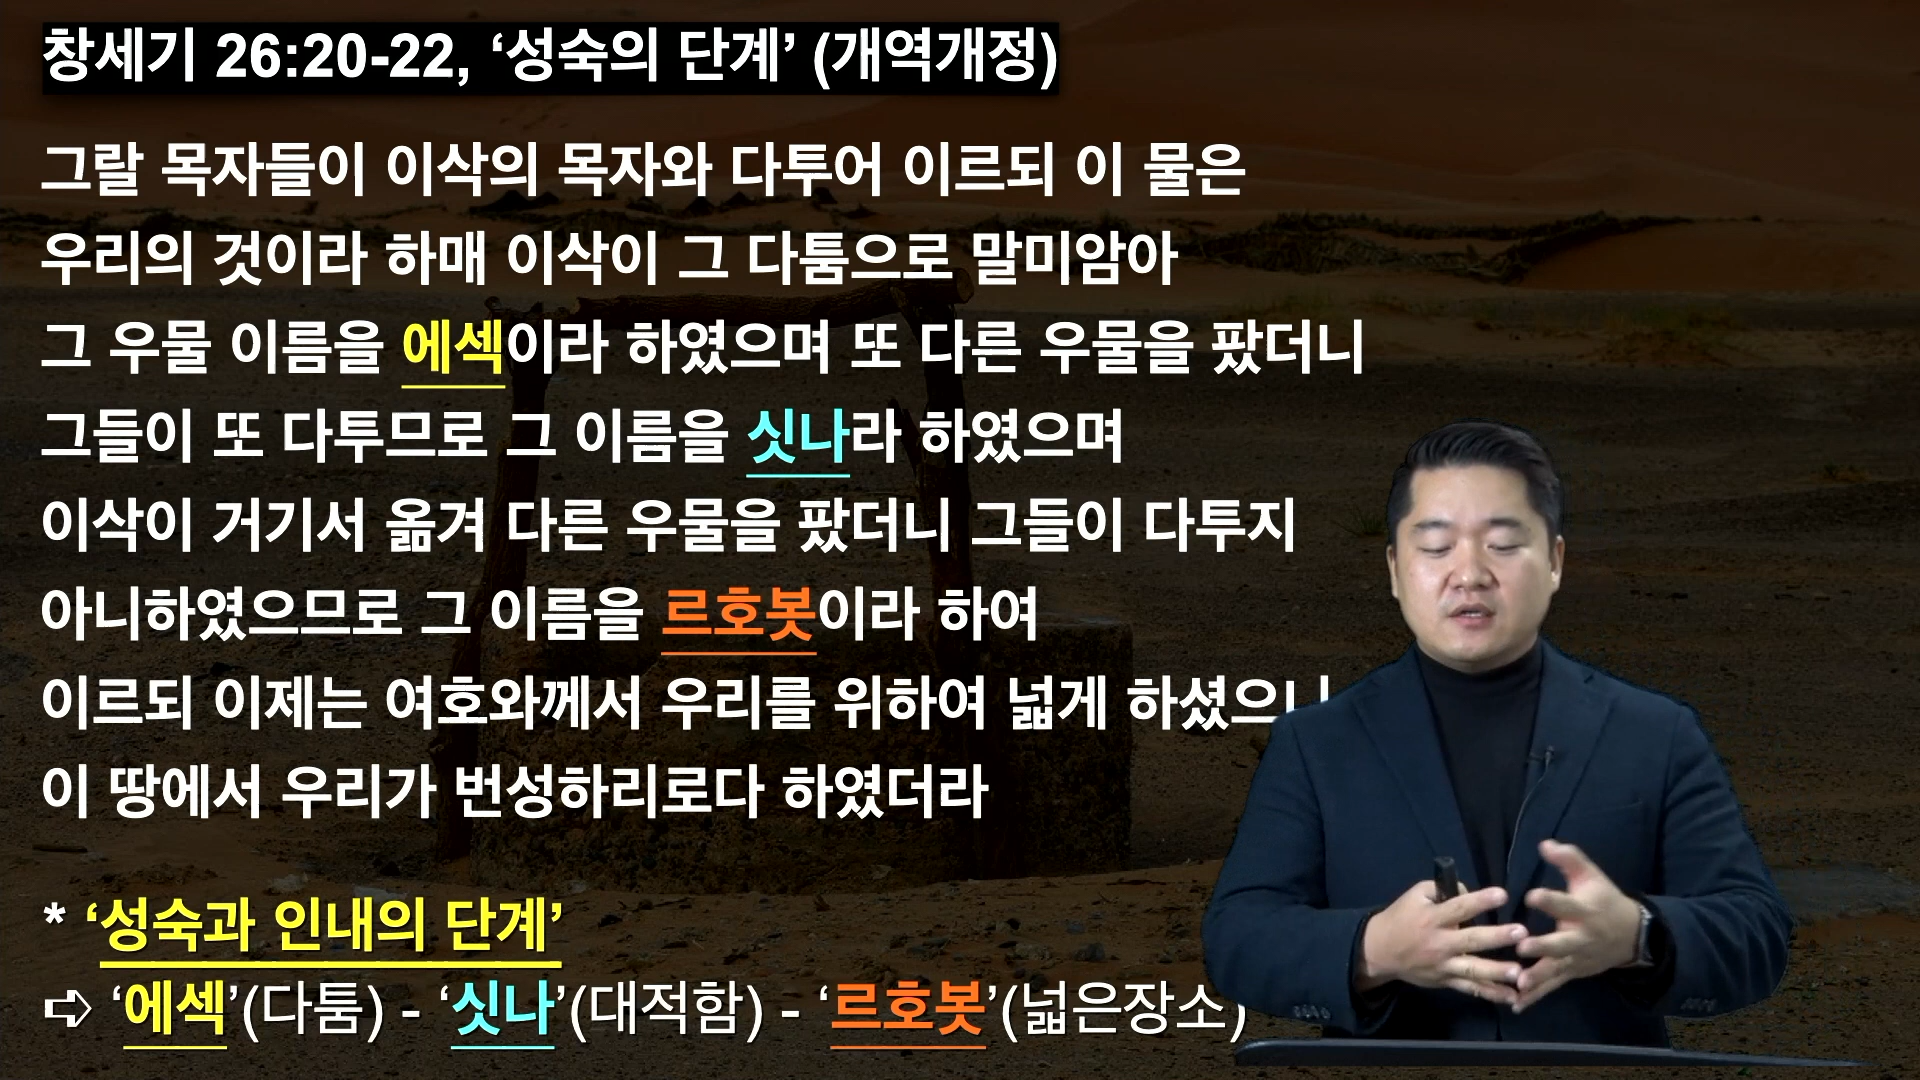 창세기 26:20-22, ‘성숙의 단계’ (개역개정)
그랄 목자들이 이삭의 목자와 다투어 이르되 이 물은
우리의 것이라 하매 이삭이 그 다툼으로 말미암아
그 우물 이름을 에섹이라 하였으며 또 다른 우물을 팠더니
그들이 또 다투므로 그 이름을 싯나라 하였으며
이삭이 거기서 옮겨 다른 우물을 팠더니 그들이 다투지
아니하였으므로 그 이름을 르호봇이라 하여
이르되 이제는 여호와께서 우리를 위하여 넓게 하셨으니
이 땅에서 우리가 번성하리로다 하였더라
* ‘성숙과 인내의 단계’
➪ ‘에섹’(다툼) - ‘싯나’(대적함) - ‘르호봇’(넓은장소)